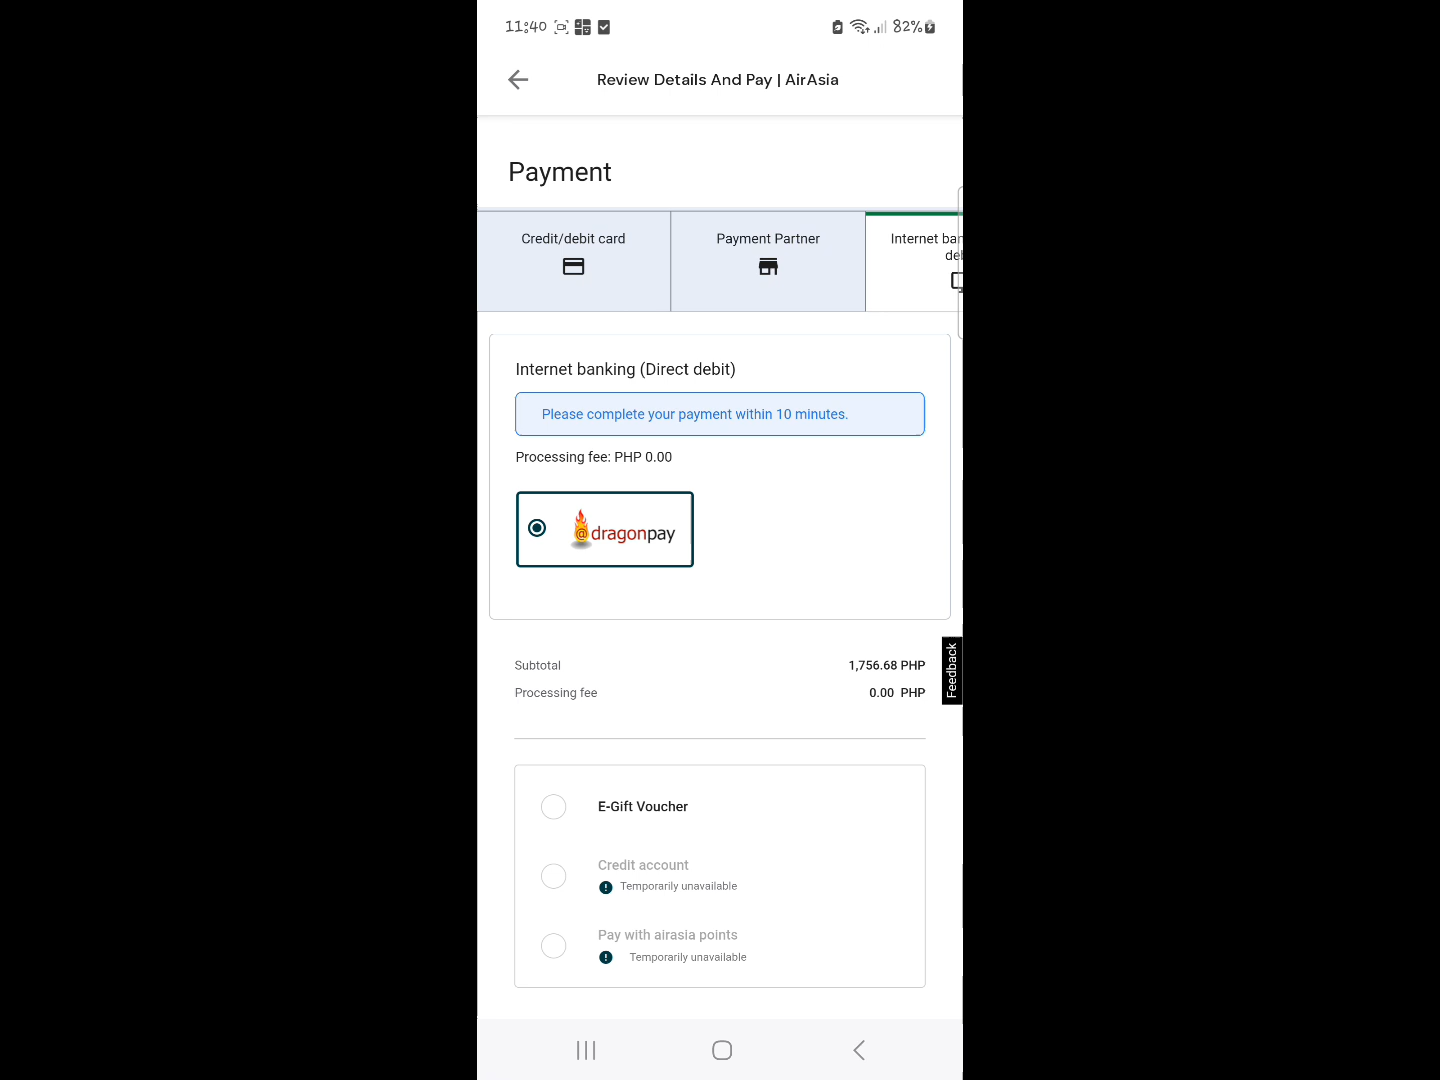 11:40
82%
Review Details And Pay | AirAsia
Payment
Credit/debit card
Payment Partner
Internet ban
deb
Internet banking (Direct debit)
Please complete your payment within 10 minutes.
Processing fee: PHP 0.00
@dragonpay
Subtotal 1,756.68 PHP
Processing fee 0.00 PHP
Feedback
E-Gift Voucher
Credit account
Temporarily unavailable
Pay with airasia points
Temporarily unavailable